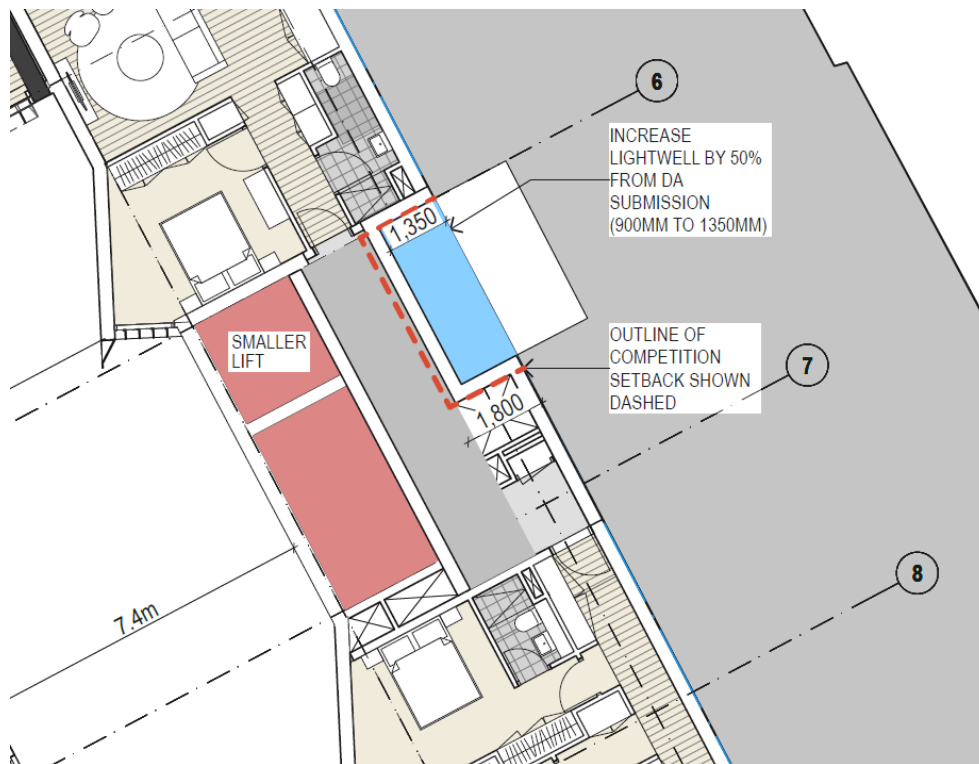 6
INCREASE
LIGHTWELL BY 50%
FROM DA
SUBMISSION
(900MM TO 1350MM)
1,350
SMALLER
LIFT
OUTLINE OF
COMPETITION
SETBACK SHOWN
DASHED
7
1,800
8
7.4m